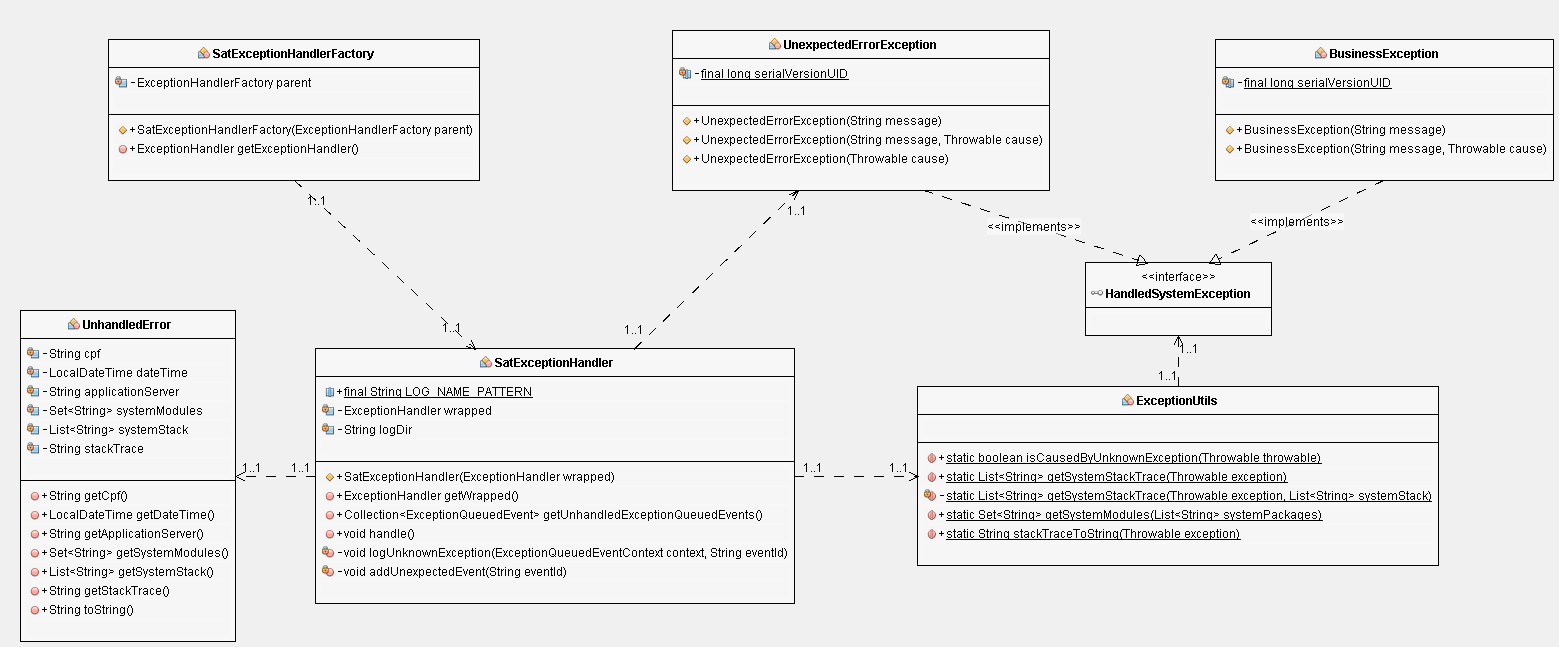 SatExceptionHandlerFactory
- ExceptionHandlerFactory parent
+ SatExceptionHandlerFactory(ExceptionHandlerFactory parent)
+ ExceptionHandler getExceptionHandler()
UnexpectedErrorException
- final long serialVersionUID
+ UnexpectedErrorException(String message)
+ UnexpectedErrorException(String message, Throwable cause)
+ UnexpectedErrorException(Throwable cause)
BusinessException
- final long serialVersionUID
+ BusinessException(String message)
+ BusinessException(String message, Throwable cause)
1..1
1..1
1..1
1..1
<<implements>>
<<implements>>
<<interface>>
HandledSystemException
1..1
1..1
UnhandledError
- String cpf
- LocalDateTime dateTime
- String applicationServer
- Set<String> systemModules
- List<String> systemStack
- String stackTrace
+ String getCpf()
+ LocalDateTime getDateTime()
+ String getApplicationServer()
+ Set<String> getSystemModules()
+ List<String> getSystemStack()
+ String getStackTrace()
+ String toString()
1..1
1..1
SatExceptionHandler
+ final String LOG_NAME_PATTERN
- ExceptionHandler wrapped
- String logDir
+ SatExceptionHandler(ExceptionHandler wrapped)
+ ExceptionHandler getWrapped()
+ Collection<ExceptionQueuedEvent> getUnhandledExceptionQueuedEvents()
+ void handle()
- void logUnknownException(ExceptionQueuedEventContext context, String eventId)
- void addUnexpectedEvent(String eventId)
1..1
1..1
ExceptionUtils
+ static boolean isCausedByUnknownException(Throwable throwable)
+ static List<String> getSystemStackTrace(Throwable exception)
- static List<String> getSystemStackTrace(Throwable exception, List<String> systemStack)
+ static Set<String> getSystemModules(List<String> systemPackages)
+ static String stackTraceToString(Throwable exception)